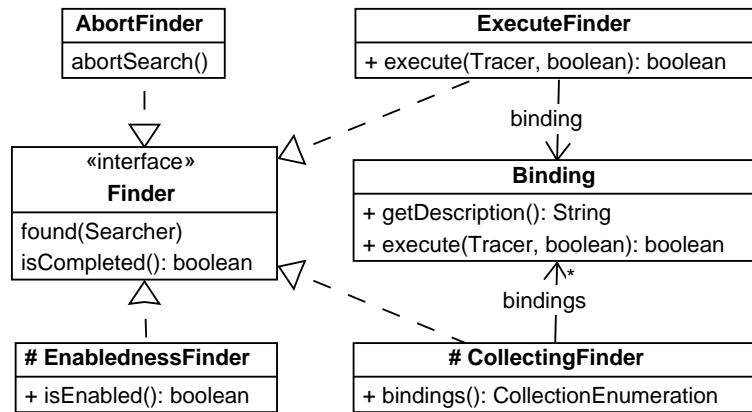 AbortFinder
abortSearch()
ExecuteFinder
+ execute(Tracer, boolean): boolean
binding
«interface»
Finder
found(Searcher)
isCompleted(): boolean
Binding
+ getDescription(): String
+ execute(Tracer, boolean): boolean
*
bindings
# EnablednessFinder
+ isEnabled(): boolean
# CollectingFinder
+ bindings(): CollectionEnumeration